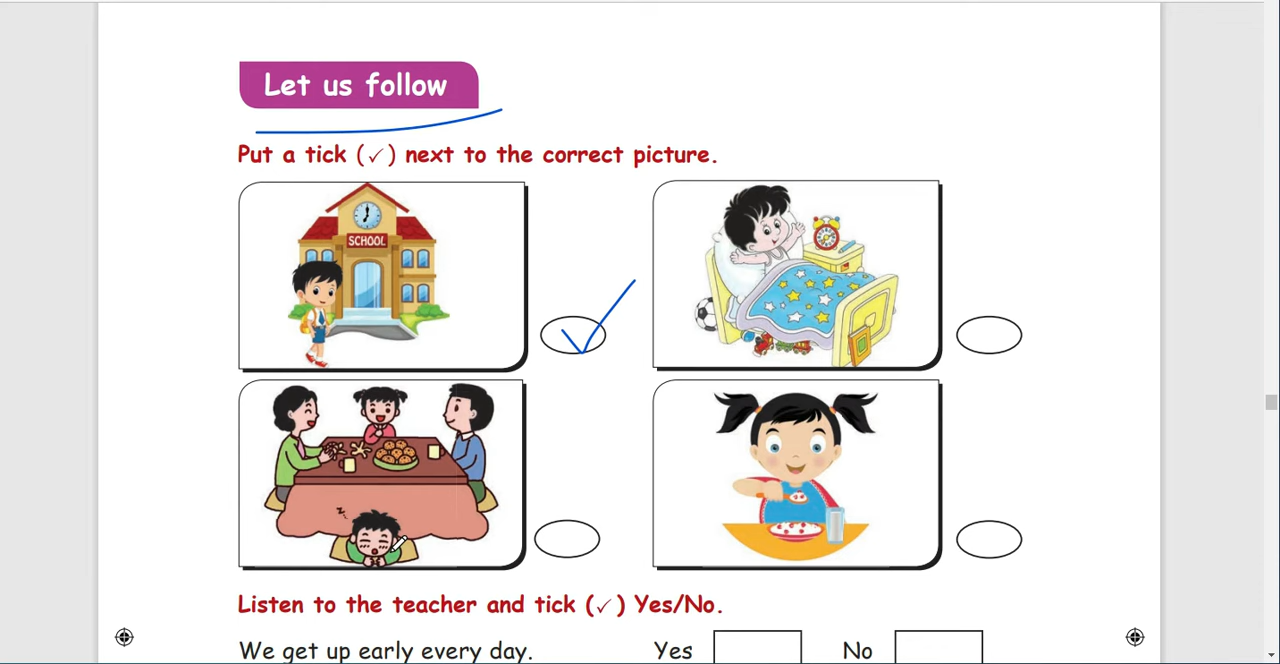 Let us follow
Put a tick (✓) next to the correct picture.
SCHOOL
z z
Listen to the teacher and tick (✓) Yes/No.
We get up early every day. Yes No